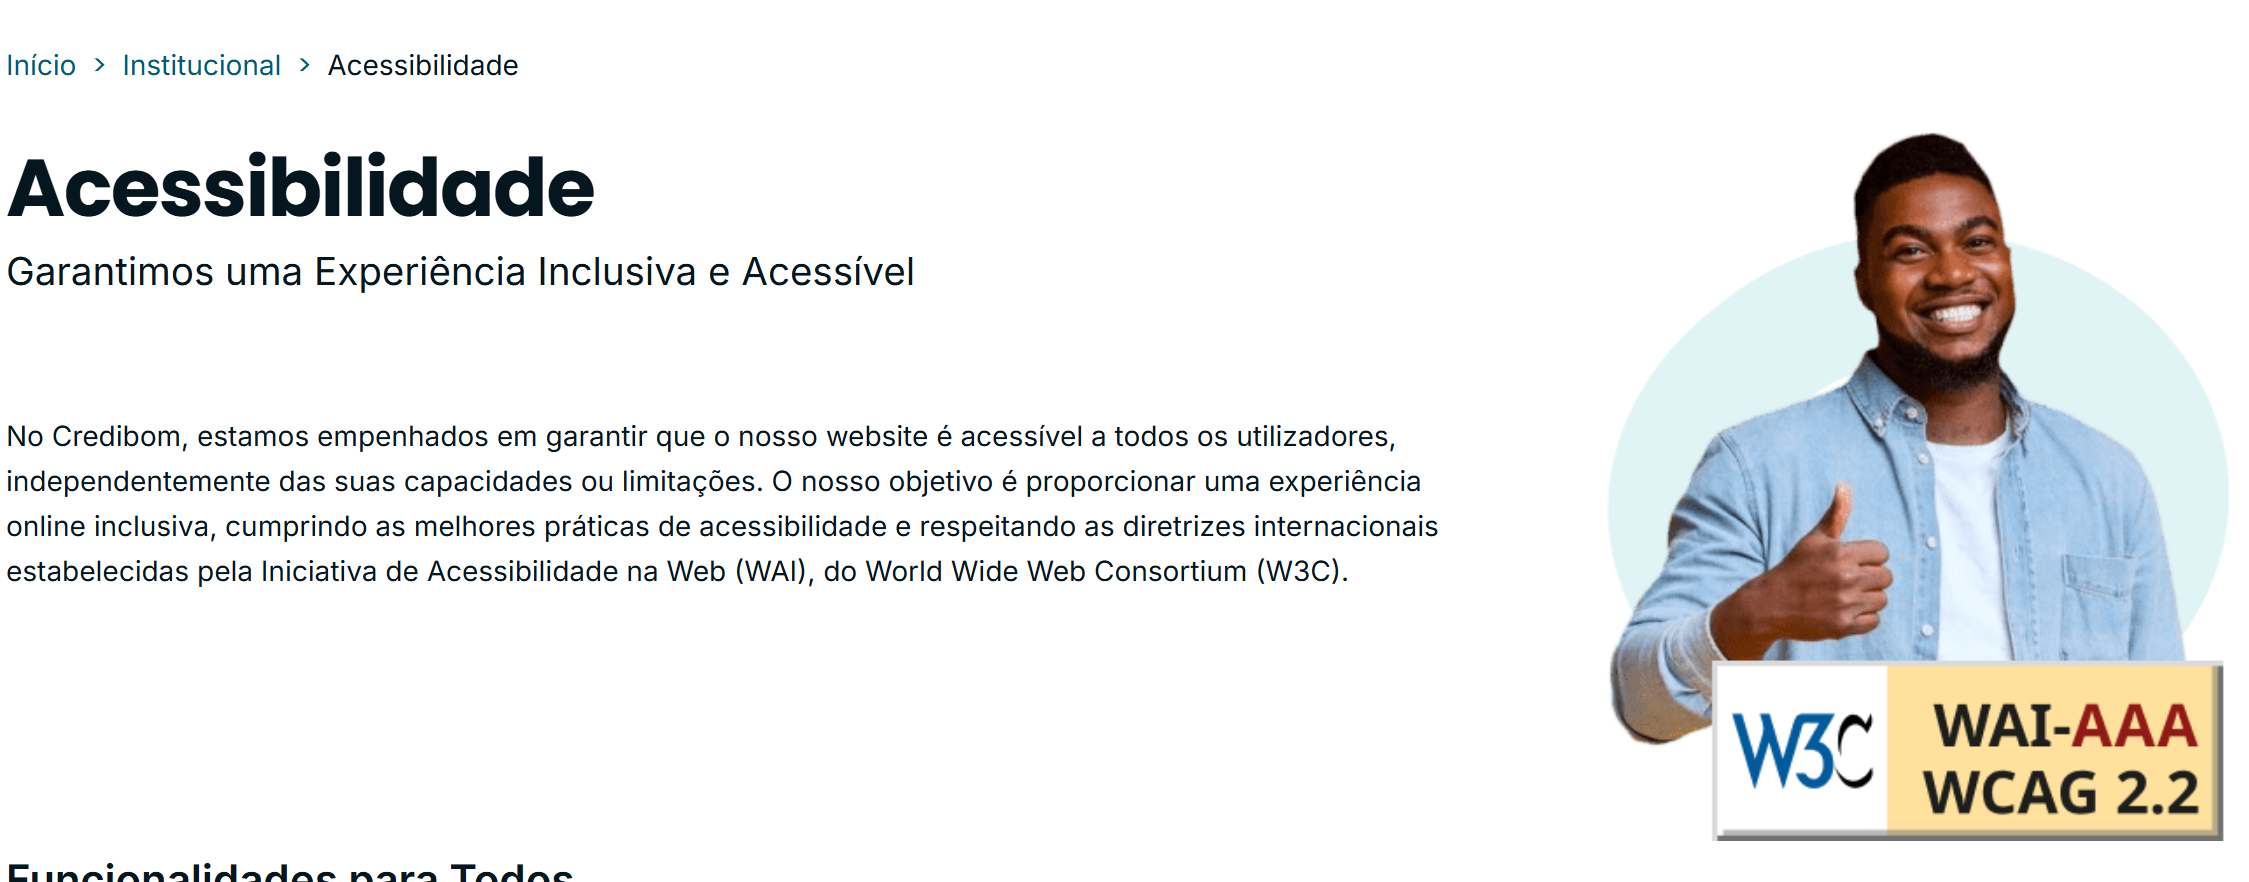 Início > Institucional > Acessibilidade
Acessibilidade
Garantimos uma Experiência Inclusiva e Acessível
No Credibom, estamos empenhados em garantir que o nosso website é acessível a todos os utilizadores,
independentemente das suas capacidades ou limitações. O nosso objetivo é proporcionar uma experiência
online inclusiva, cumprindo as melhores práticas de acessibilidade e respeitando as diretrizes internacionais
estabelecidas pela Iniciativa de Acessibilidade na Web (WAI), do World Wide Web Consortium (W3C).
W3C
WAI-AAA
WCAG 2.2
Funcionalidades para Todos